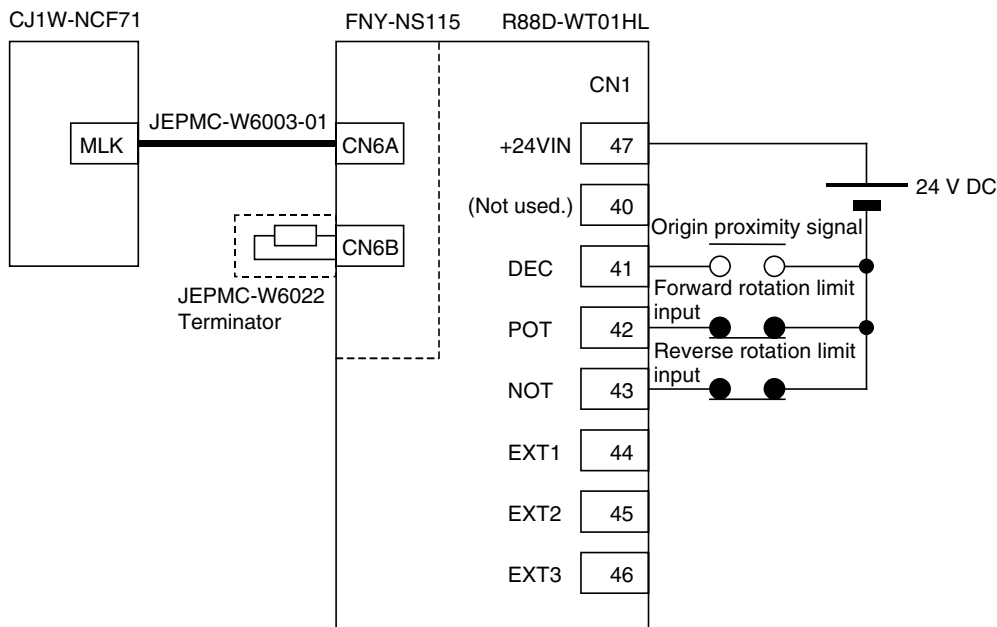 CJ1W-NCF71
FNY-NS115
R88D-WT01HL
CN1
JEPMC-W6003-01
MLK
CN6A
+24VIN
47
24 V DC
(Not used.)
40
Origin proximity signal
CN6B
DEC
41
JEPMC-W6022
Terminator
Forward rotation limit
input
POT
42
Reverse rotation limit
input
NOT
43
EXT1
44
EXT2
45
EXT3
46